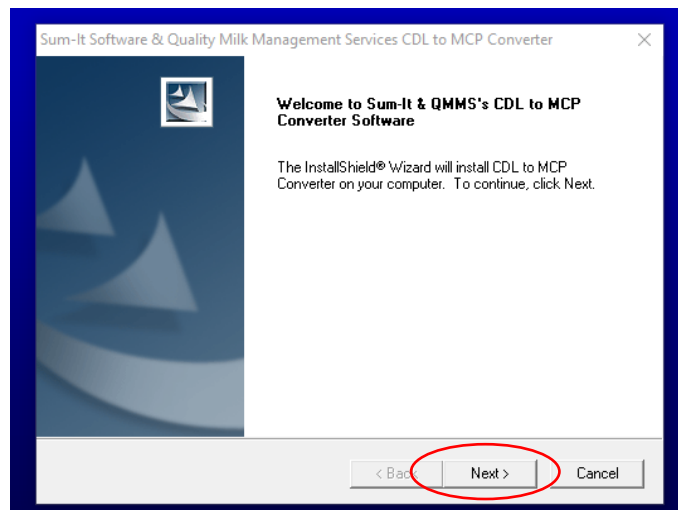 Sum-It Software & Quality Milk Management Services CDL to MCP Converter
Welcome to Sum-It & QMMS's CDL to MCP
Converter Software
The InstallShield® Wizard will install CDL to MCP
Converter on your computer. To continue, click Next.
< Back Next > Cancel